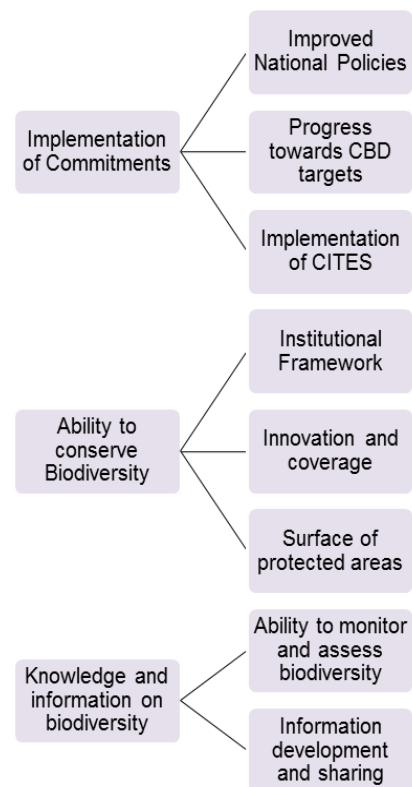 Implementation
of Commitments
Improved
National Policies
Progress
towards CBD
targets
Implementation
of CITES
Ability to
conserve
Biodiversity
Institutional
Framework
Innovation and
coverage
Surface of
protected areas
Knowledge and
information on
biodiversity
Ability to monitor
and assess
biodiversity
Information
development
and sharing